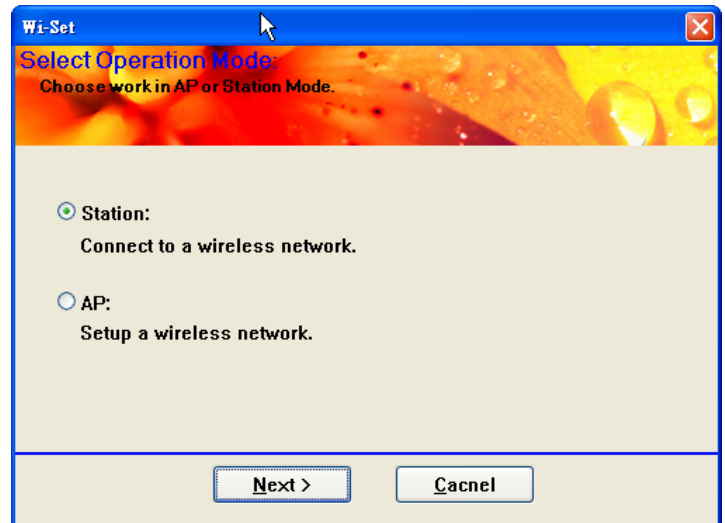 Wi-Set
Select Operation Mode:
Choose work in AP or Station Mode.
Station:
Connect to a wireless network.
AP:
Setup a wireless network.
Next >
Cacnel